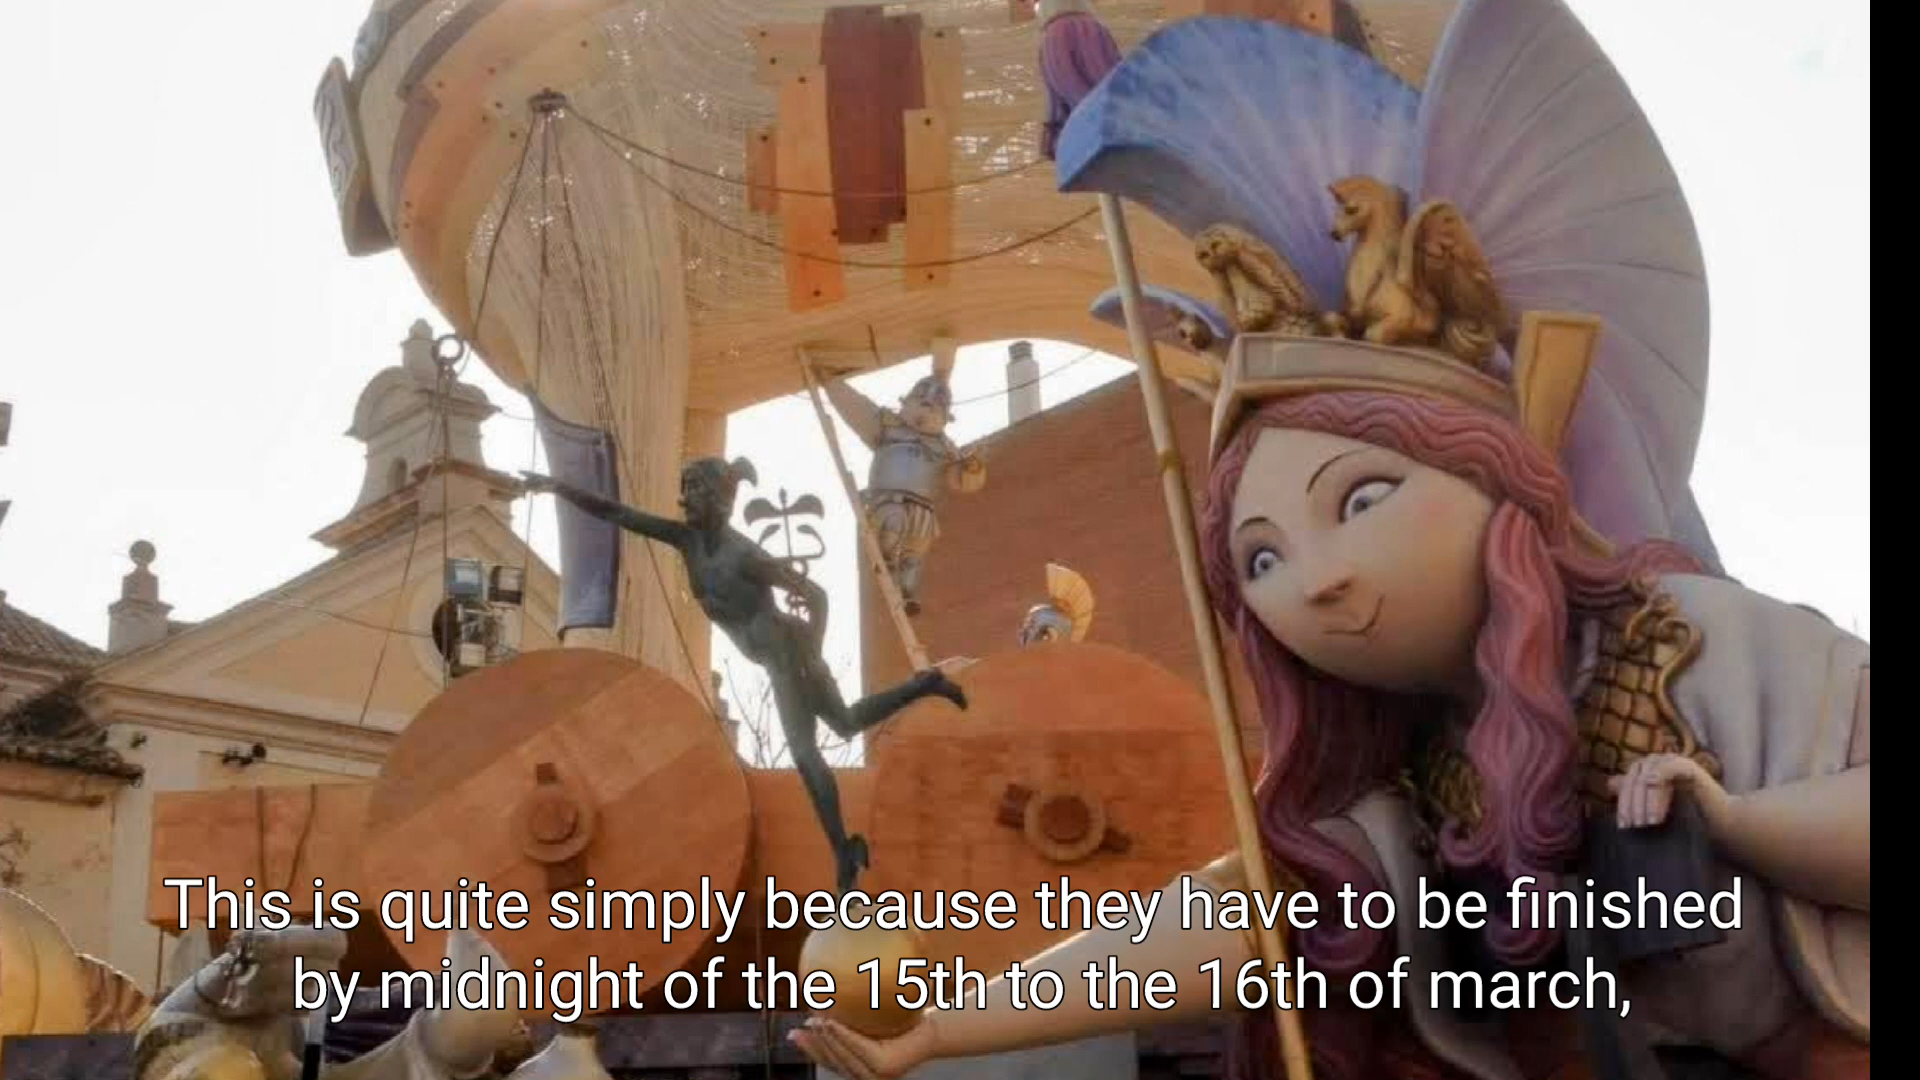 This is quite simply because they have to be finished
by midnight of the 15th to the 16th of march,